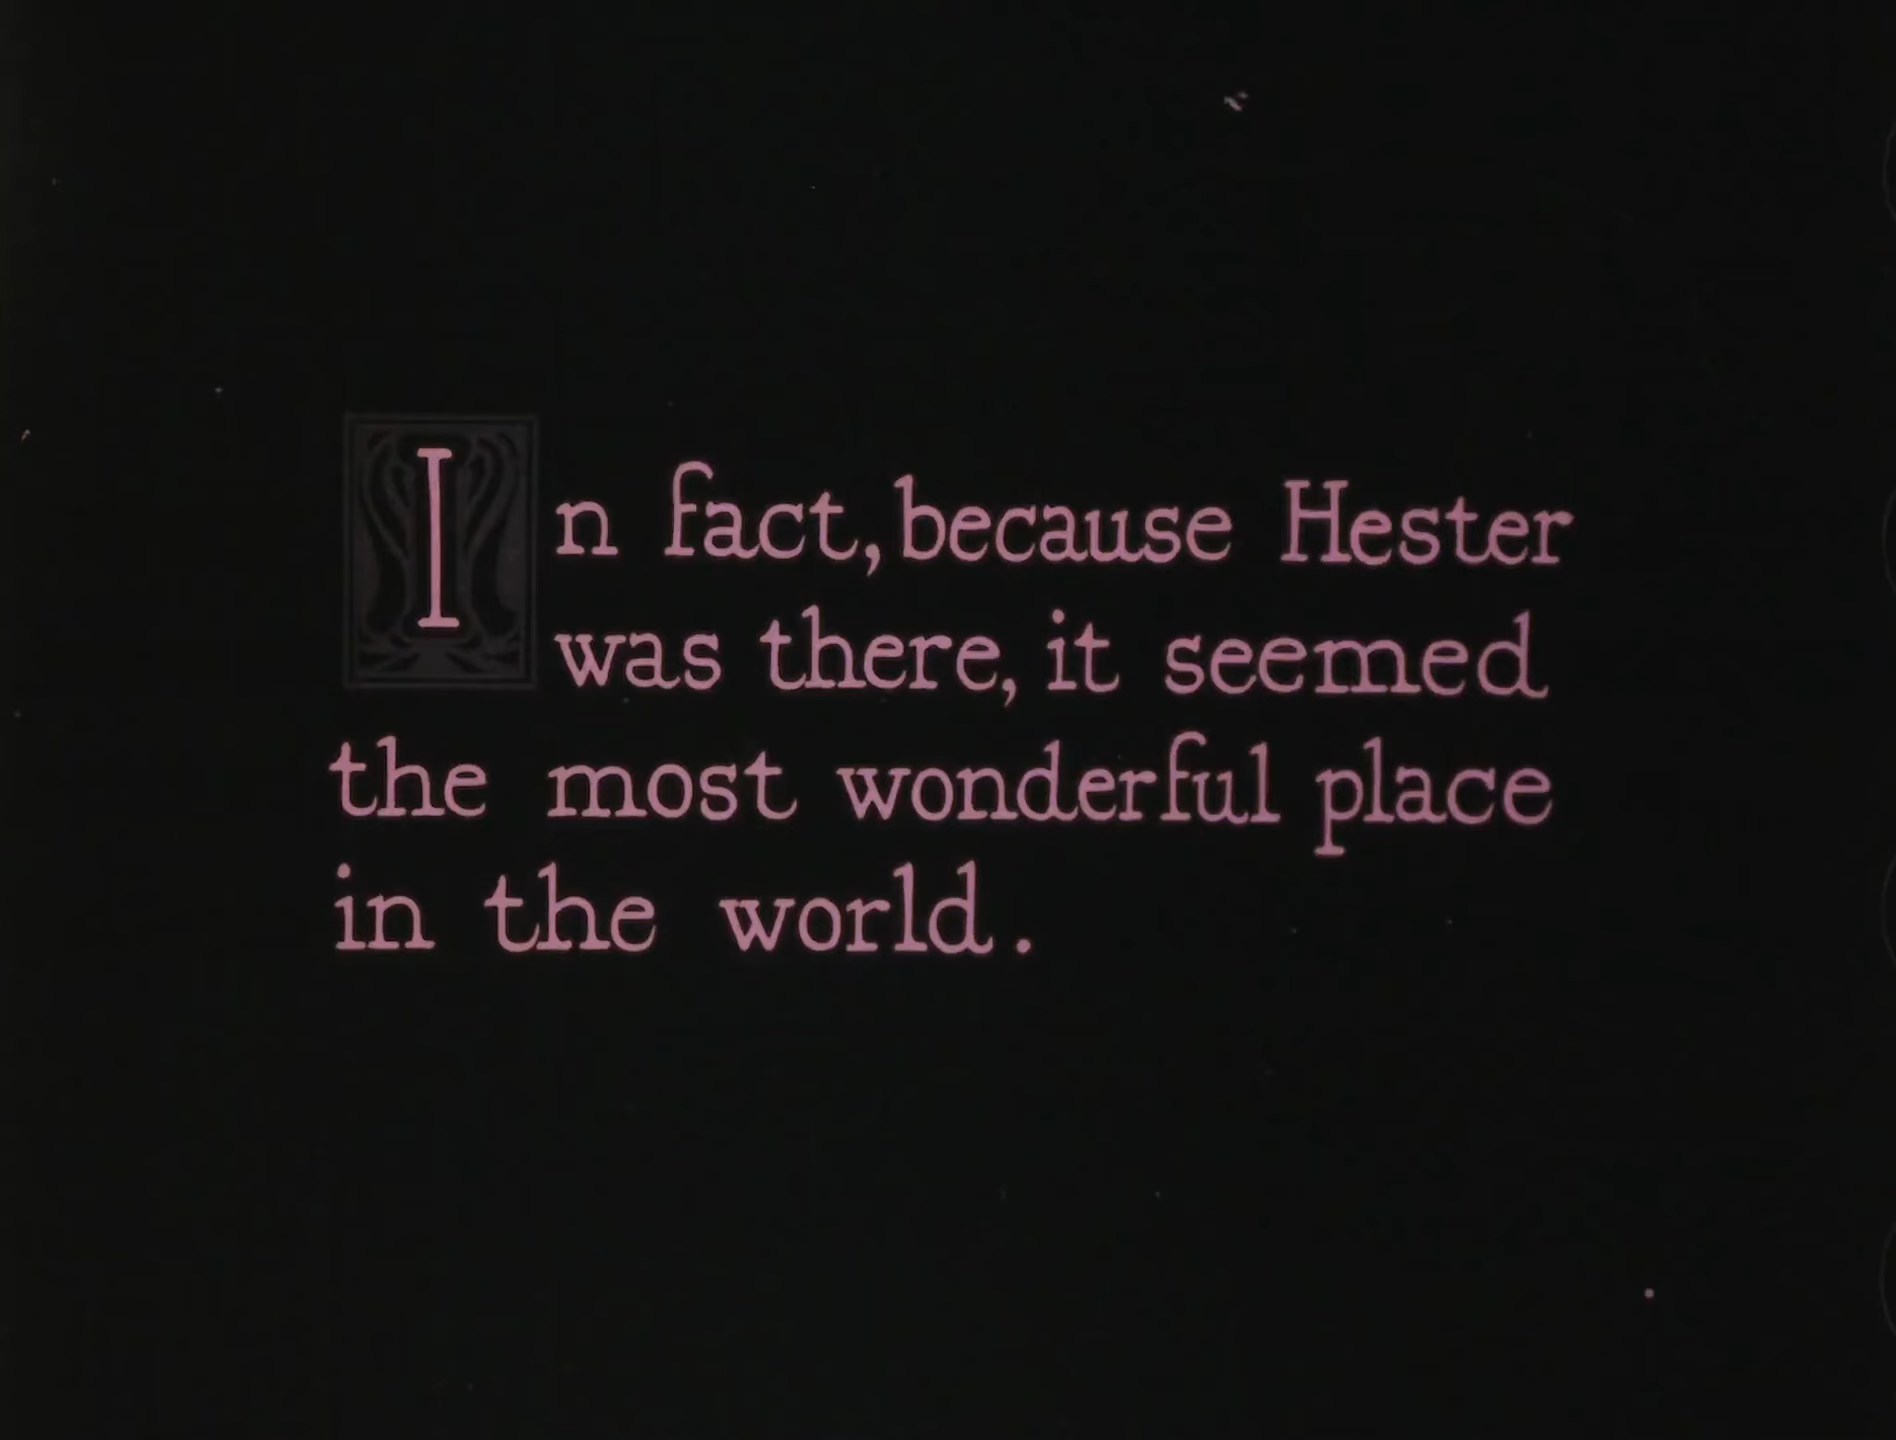 In fact, because Hester
was there, it seemed
the most wonderful place
in the world.